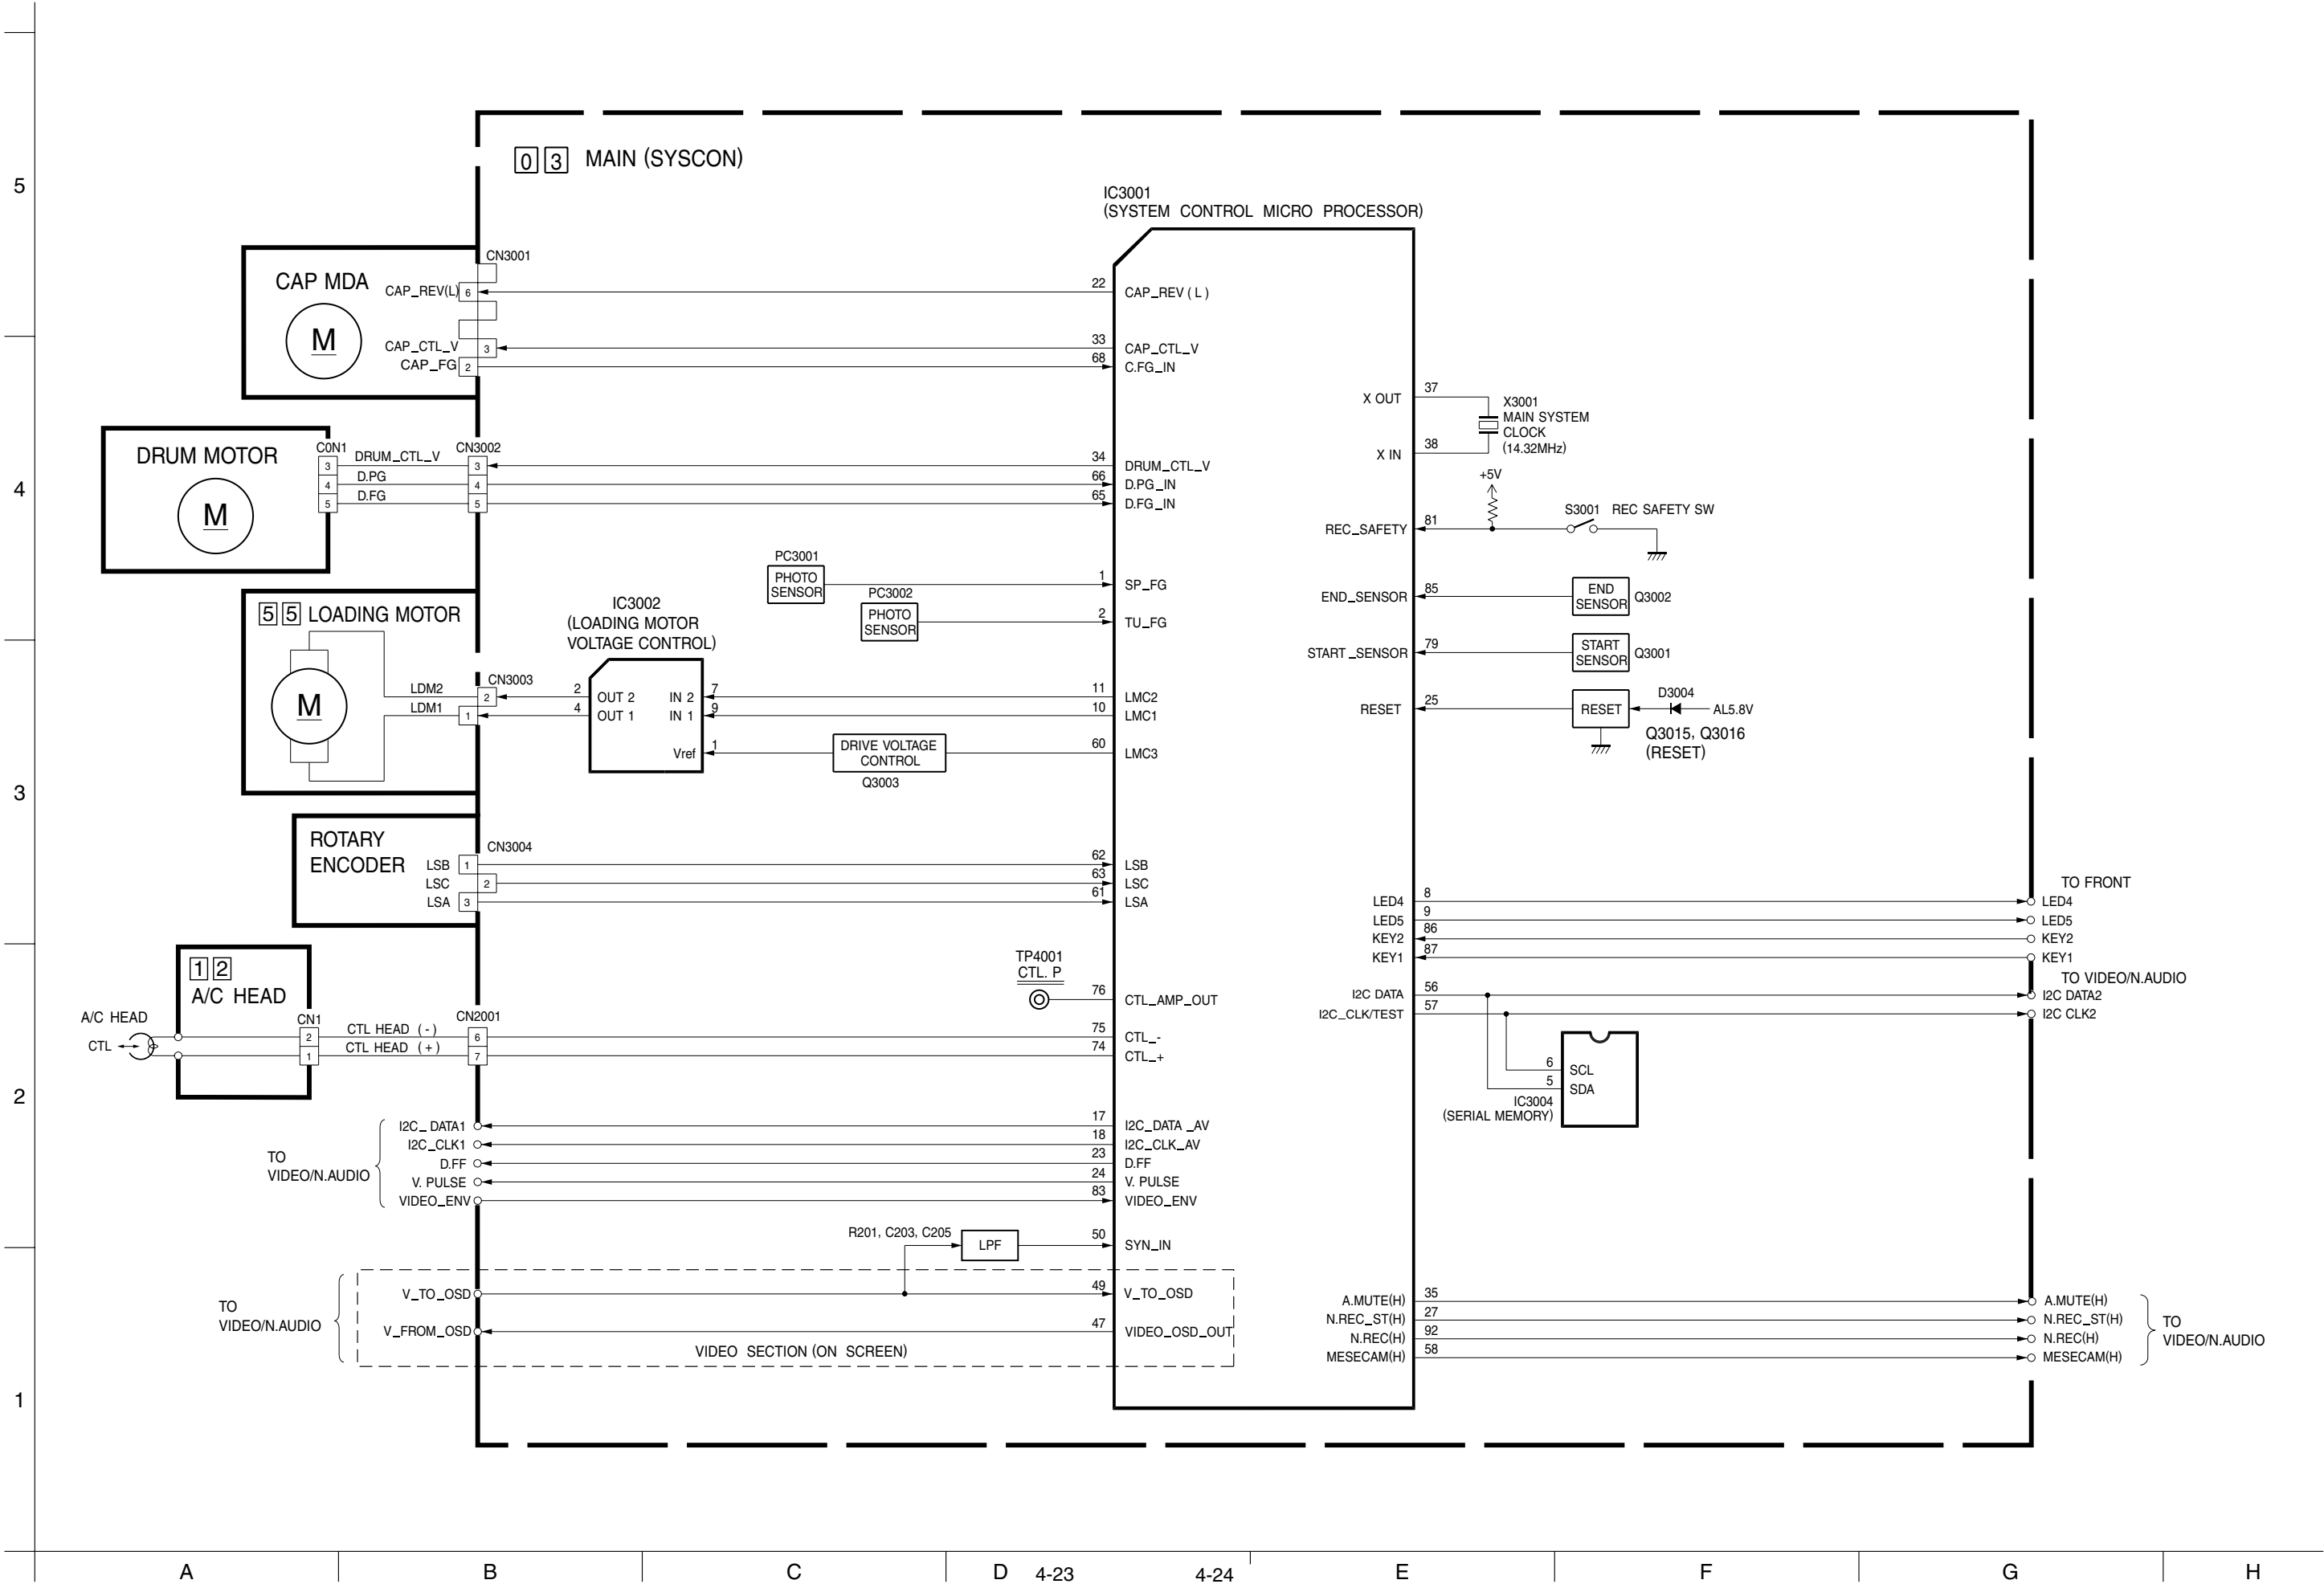 5
4
3
2
1
0 3 MAIN (SYSCON)
IC3001
(SYSTEM CONTROL MICRO PROCESSOR)
CAP MDA
M
CN3001
CAP_REV(L) 6
CAP_CTL_V 3
CAP_FG 2
22 CAP_REV ( L )
33 CAP_CTL_V
68 C.FG_IN
DRUM MOTOR
M
C0N1
CN3002
3 DRUM_CTL_V 3
4 D.PG 4
5 D.FG 5
34 DRUM_CTL_V
66 D.PG_IN
65 D.FG_IN
X OUT 37
X IN 38
X3001
MAIN SYSTEM
CLOCK
(14.32MHz)
+5V
REC_SAFETY 81
S3001 REC SAFETY SW
PC3001
PHOTO
SENSOR
1 SP_FG
PC3002
PHOTO
SENSOR
2 TU_FG
END_SENSOR 85
END
SENSOR
Q3002
START_SENSOR 79
START
SENSOR
Q3001
RESET 25
RESET
D3004
AL5.8V
Q3015, Q3016
(RESET)
5 5 LOADING MOTOR
M
CN3003
LDM2 2
LDM1 1
IC3002
(LOADING MOTOR
VOLTAGE CONTROL)
2 OUT 2 IN 2 7
4 OUT 1 IN 1 9
Vref 1
DRIVE VOLTAGE
CONTROL
Q3003
11 LMC2
10 LMC1
60 LMC3
ROTARY
ENCODER
CN3004
LSB 1
LSC 2
LSA 3
62 LSB
63 LSC
61 LSA
TO FRONT
LED4 8 LED4
LED5 9 LED5
KEY2 86 KEY2
KEY1 87 KEY1
TO VIDEO/N.AUDIO
I2C DATA 56 I2C DATA2
I2C_CLK/TEST 57 I2C CLK2
6 SCL
5 SDA
IC3004
(SERIAL MEMORY)
1 2
A/C HEAD
A/C HEAD
CTL
CN1
CN2001
2 CTL HEAD ( - ) 6
1 CTL HEAD ( + ) 7
TP4001
CTL. P
76 CTL_AMP_OUT
75 CTL_-
74 CTL_+
TO
VIDEO/N.AUDIO
I2C_DATA1 17 I2C_DATA_AV
I2C_CLK1 18 I2C_CLK_AV
D.FF 23 D.FF
V. PULSE 24 V. PULSE
VIDEO_ENV 83 VIDEO_ENV
R201, C203, C205
LPF
50 SYN_IN
TO
VIDEO/N.AUDIO
V_TO_OSD 49 V_TO_OSD
V_FROM_OSD 47 VIDEO_OSD_OUT
VIDEO SECTION (ON SCREEN)
A.MUTE(H) 35 A.MUTE(H)
N.REC_ST(H) 27 N.REC_ST(H)
N.REC(H) 92 N.REC(H)
MESECAM(H) 58 MESECAM(H)
TO
VIDEO/N.AUDIO
A B C D 4-23 4-24 E F G H